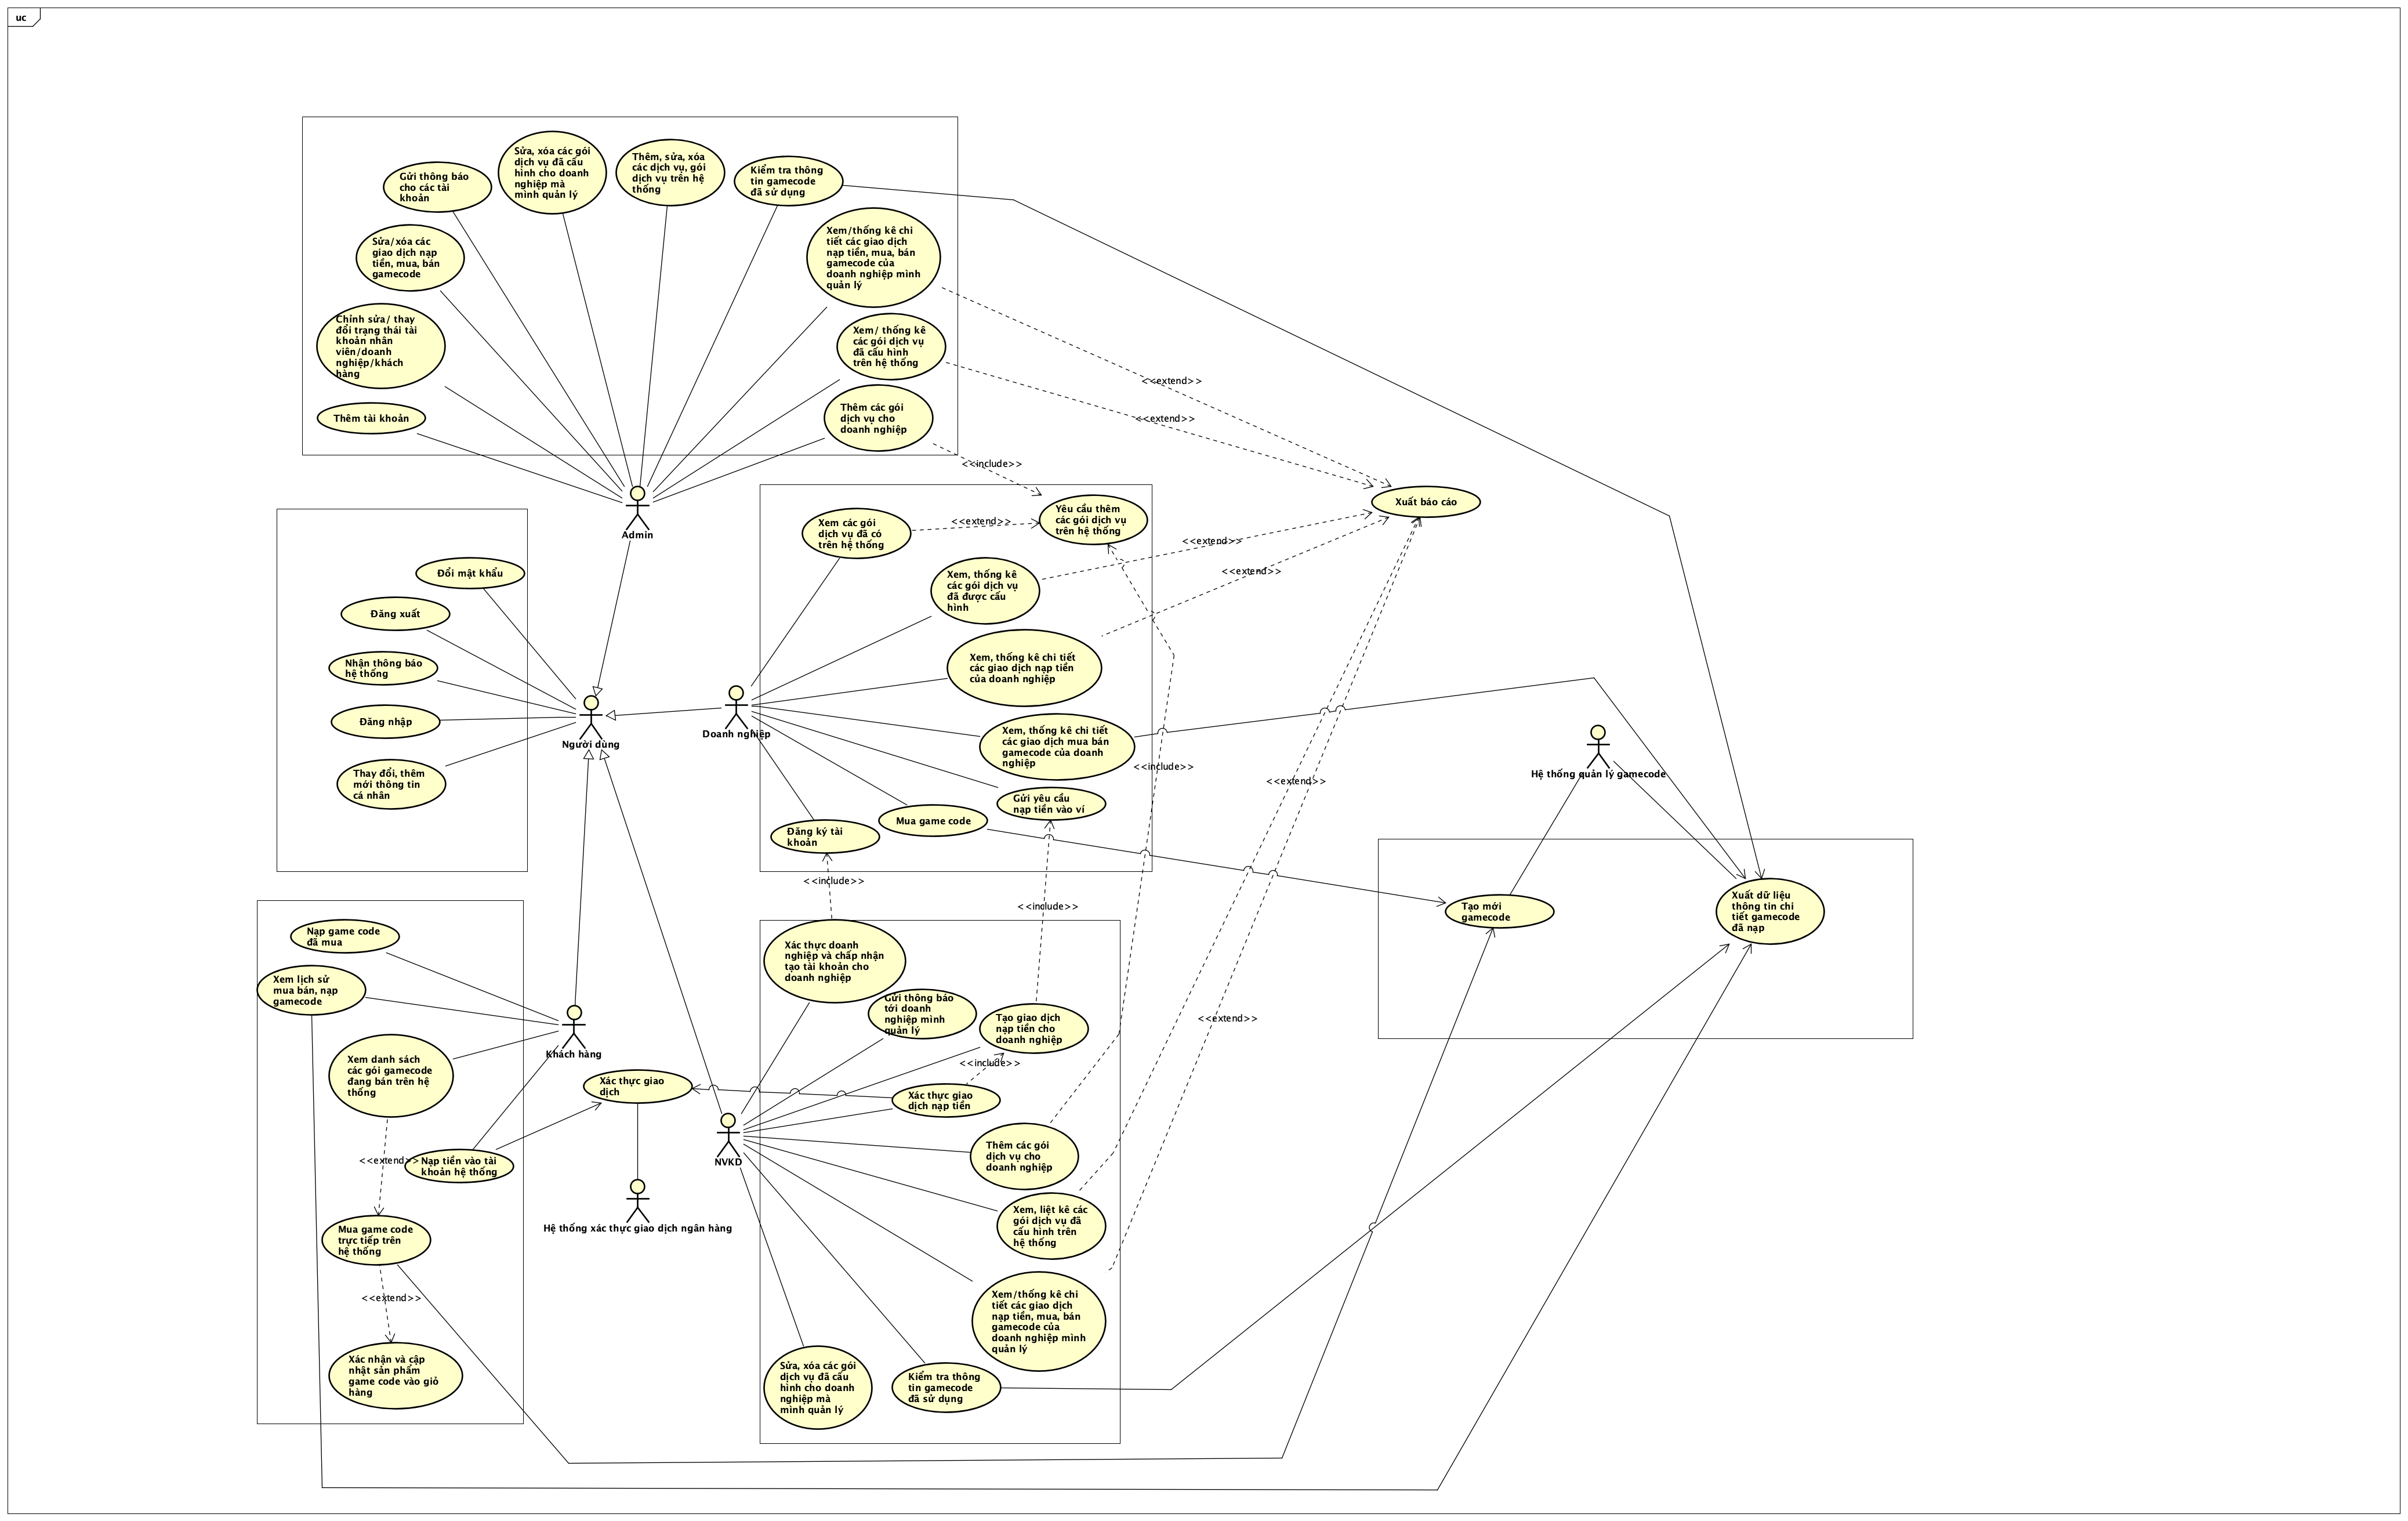 uc
Gửi thông báo
cho các tài
khoản
Sửa, xóa các gói
dịch vụ đã cấu
hình cho doanh
nghiệp mà
mình quản lý
Thêm, sửa, xóa
các dịch vụ, gói
dịch vụ trên hệ
thống
Kiểm tra thông
tin gamecode
đã sử dụng
Sửa/xóa các
giao dịch nạp
tiền, mua, bán
gamecode
Xem/thống kê chi
tiết các giao dịch
nạp tiền, mua, bán
gamecode của
doanh nghiệp mình
quản lý
Chỉnh sửa/ thay
đổi trạng thái tài
khoản nhân
viên/doanh
nghiệp/khách
hàng
Xem/ thống kê
các gói dịch vụ
đã cấu hình
trên hệ thống
Thêm tài khoản
Thêm các gói
dịch vụ cho
doanh nghiệp
<<extend>>
<<extend>>
<<include>>
Admin
Xuất báo cáo
Xem các gói
dịch vụ đã có
trên hệ thống
<<extend>>
Yêu cầu thêm
các gói dịch vụ
trên hệ thống
<<extend>>
<<extend>>
Đổi mật khẩu
Đăng xuất
Nhận thông báo
hệ thống
Đăng nhập
Thay đổi, thêm
mới thông tin
cá nhân
Người dùng
Doanh nghiệp
Xem, thống kê
các gói dịch vụ
đã được cấu
hình
Xem, thống kê chi tiết
các giao dịch nạp tiền
của doanh nghiệp
Xem, thống kê chi tiết
các giao dịch mua bán
gamecode của doanh
nghiệp
<<include>>
<<extend>>
Hệ thống quản lý gamecode
Gửi yêu cầu
nạp tiền vào ví
Mua game code
Đăng ký tài
khoản
<<include>>
<<include>>
Tạo mới
gamecode
Xuất dữ liệu
thông tin chi
tiết gamecode
đã nạp
Nạp game code
đã mua
Xem lịch sử
mua bán, nạp
gamecode
Xem danh sách
các gói gamecode
đang bán trên hệ
thống
Khách hàng
<<extend>>
Nạp tiền vào tài
khoản hệ thống
Mua game code
trực tiếp trên
hệ thống
<<extend>>
Xác nhận và cập
nhật sản phẩm
game code vào giỏ
hàng
Xác thực giao
dịch
Hệ thống xác thực giao dịch ngân hàng
NVKD
Xác thực doanh
nghiệp và chấp nhận
tạo tài khoản cho
doanh nghiệp
Gửi thông báo
tới doanh
nghiệp mình
quản lý
Tạo giao dịch
nạp tiền cho
doanh nghiệp
<<include>>
<<extend>>
Xác thực giao
dịch nạp tiền
Thêm các gói
dịch vụ cho
doanh nghiệp
Xem, liệt kê các
gói dịch vụ đã
cấu hình trên
hệ thống
Xem/thống kê chi
tiết các giao dịch
nạp tiền, mua, bán
gamecode của
doanh nghiệp mình
quản lý
Sửa, xóa các gói
dịch vụ đã cấu
hình cho doanh
nghiệp mà
mình quản lý
Kiểm tra thông
tin gamecode
đã sử dụng